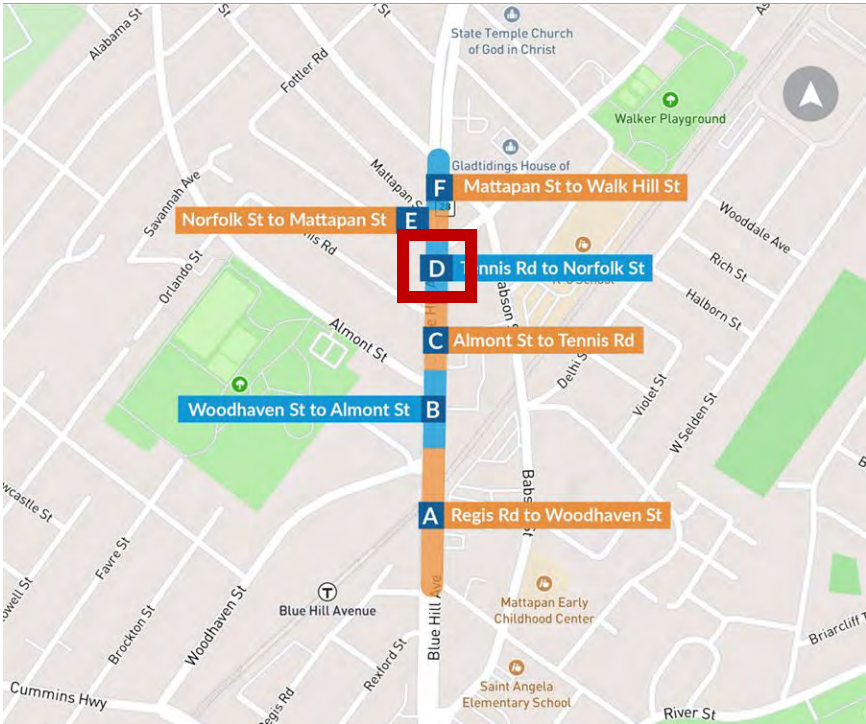 Alabama St
St
State Temple Church
of God in Christ
Fottler Rd
Walker Playground
Gladtidings House of
Mattapan S
F
Mattapan St to Walk Hill St
28
Norfolk St to Mattapan St
E
Savannah Ave
nis Rd
Wooddale Ave
D
Tennis Rd to Norfolk St
Rich St
Orlando St
Babson S
Halborn St
Almont St
C
Almont St to Tennis Rd
Delhi S
Woodhaven St to Almont St
B
Violet St
W Selden St
Babs
st
wcastle St
A
Regis Rd to Woodhaven St
Favre St
T
Blue Hill Avenue
owell St
Brockton St
Woodhaven St
Blue Hill Ave
Mattapan Early
Childhood Center
Rexford St
Briarcliff T
Saint Angela
Elementary School
Cummins Hwy
Regis Rd
River St